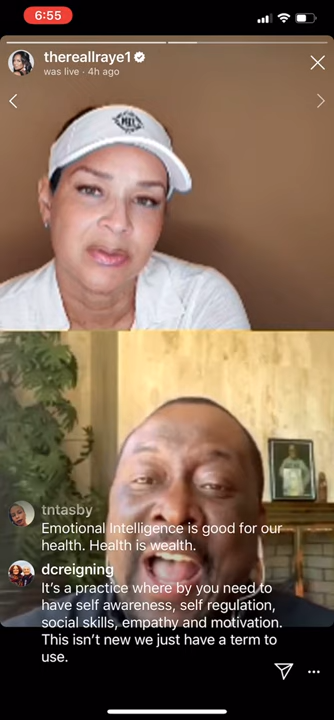 6:55
thereallraye1
was live · 4h ago
tntasby
Emotional Intelligence is good for our
health. Health is wealth.
dcreigning
It's a practice where by you need to
have self awareness, self regulation,
social skills, empathy and motivation.
This isn't new we just have a term to
use.